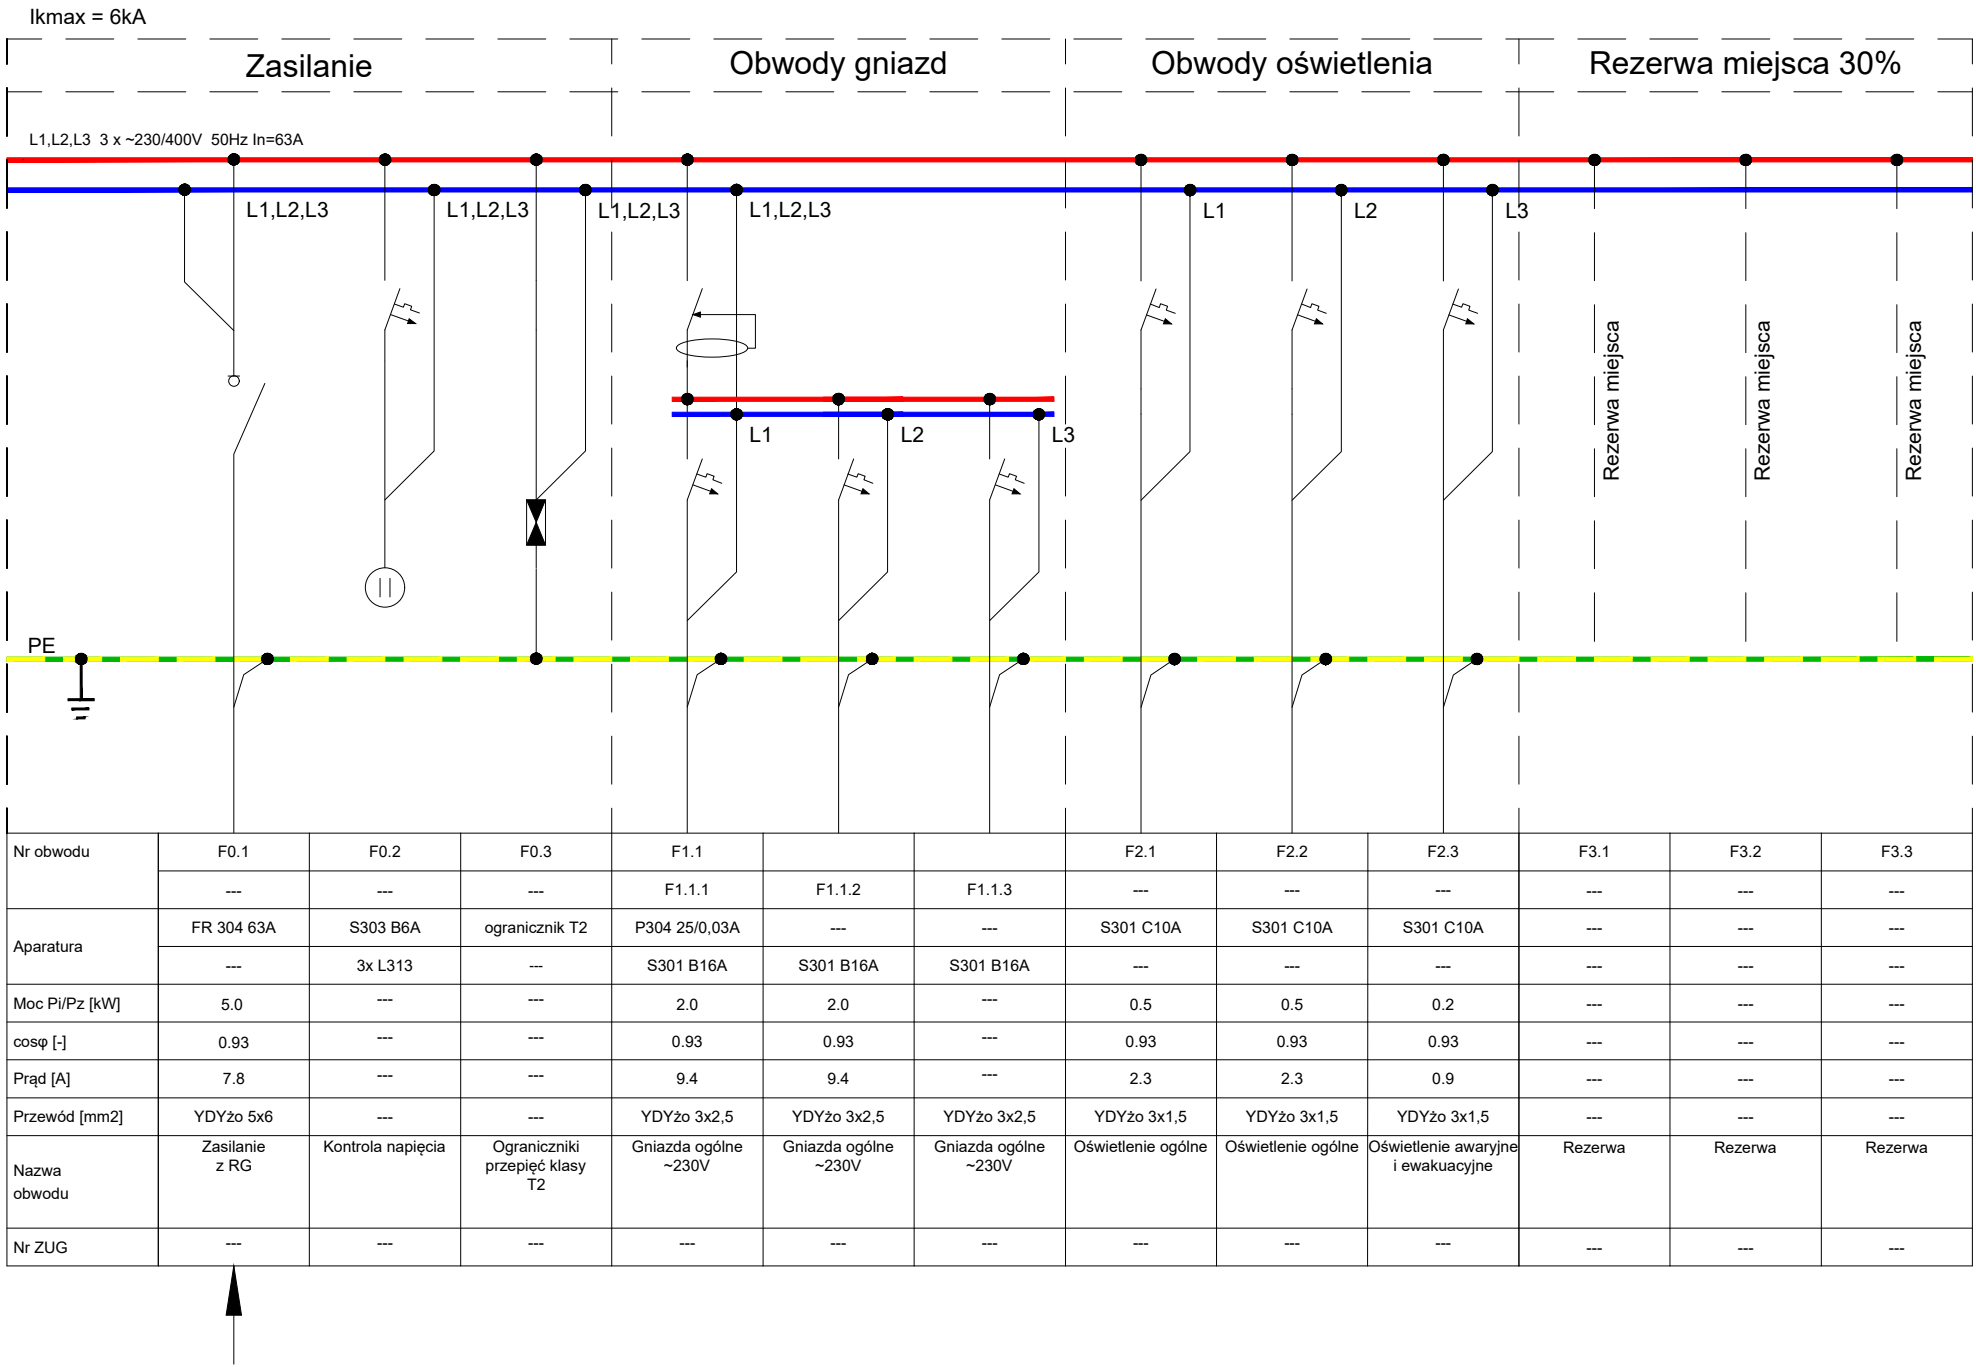 Ikmax = 6kA
Zasilanie
Obwody gniazd
Obwody oświetlenia
Rezerwa miejsca 30%
L1,L2,L3 3 x ~230/400V 50Hz In=63A
L1,L2,L3
L1,L2,L3
L1,L2,L3
L1,L2,L3
L1
L2
L3
L1
L2
L3
Rezerwa miejsca
Rezerwa miejsca
Rezerwa miejsca
PE
Nr obwodu F0.1 F0.2 F0.3 F1.1 F2.1 F2.2 F2.3 F3.1 F3.2 F3.3
--- --- --- F1.1.1 F1.1.2 F1.1.3 --- --- --- --- --- ---
Aparatura
FR 304 63A S303 B6A ogranicznik T2 P304 25/0,03A --- --- S301 C10A S301 C10A S301 C10A --- --- ---
--- 3x L313 --- S301 B16A S301 B16A S301 B16A --- --- --- --- --- ---
Moc Pi/Pz [kW] 5.0 --- --- 2.0 2.0 --- 0.5 0.5 0.2 --- --- ---
cosφ [-] 0.93 --- --- 0.93 0.93 --- 0.93 0.93 0.93 --- --- ---
Prąd [A] 7.8 --- --- 9.4 9.4 --- 2.3 2.3 0.9 --- --- ---
Przewód [mm2] YDYżo 5x6 --- --- YDYżo 3x2,5 YDYżo 3x2,5 YDYżo 3x2,5 YDYżo 3x1,5 YDYżo 3x1,5 YDYżo 3x1,5 --- --- ---
Nazwa
obwodu
Zasilanie
z RG
Kontrola napięcia
Ograniczniki
przepięć klasy
T2
Gniazda ogólne
~230V
Gniazda ogólne
~230V
Gniazda ogólne
~230V
Oświetlenie ogólne
Oświetlenie ogólne
Oświetlenie awaryjne
i ewakuacyjne
Rezerwa
Rezerwa
Rezerwa
Nr ZUG --- --- --- --- --- --- --- --- --- --- --- ---